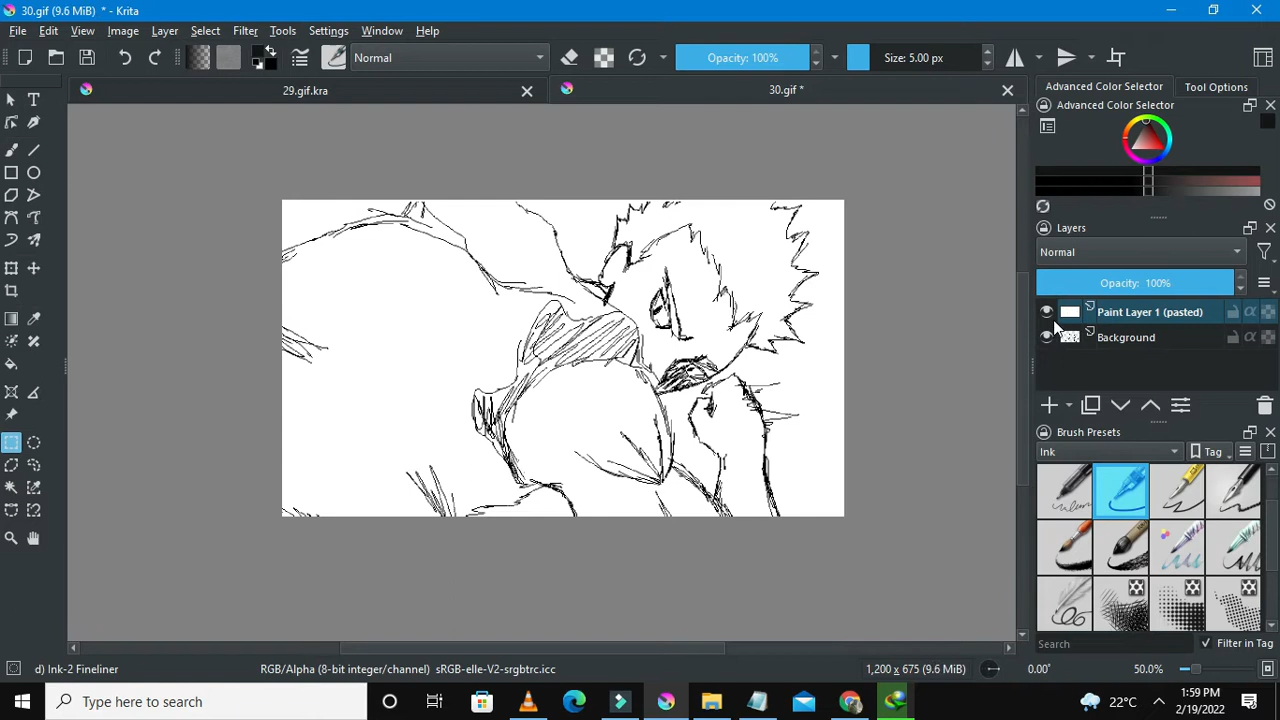 30.gif (9.6 MiB) * - Krita
File Edit View Image Layer Select Filter Tools Settings Window Help
Normal Opacity: 100% Size: 5.00 px
29.gif.kra 30.gif *
Advanced Color Selector Tool Options
Advanced Color Selector
Layers
Normal
Opacity: 100%
Paint Layer 1 (pasted)
Background
Brush Presets
Ink Tag
Search Filter in Tag
d) Ink-2 Fineliner RGB/Alpha (8-bit integer/channel) sRGB-elle-V2-srgbtrc.icc 1,200 x 675 (9.6 MiB) 0.00° 50.0%
Type here to search 22°C 1:59 PM
2/19/2022